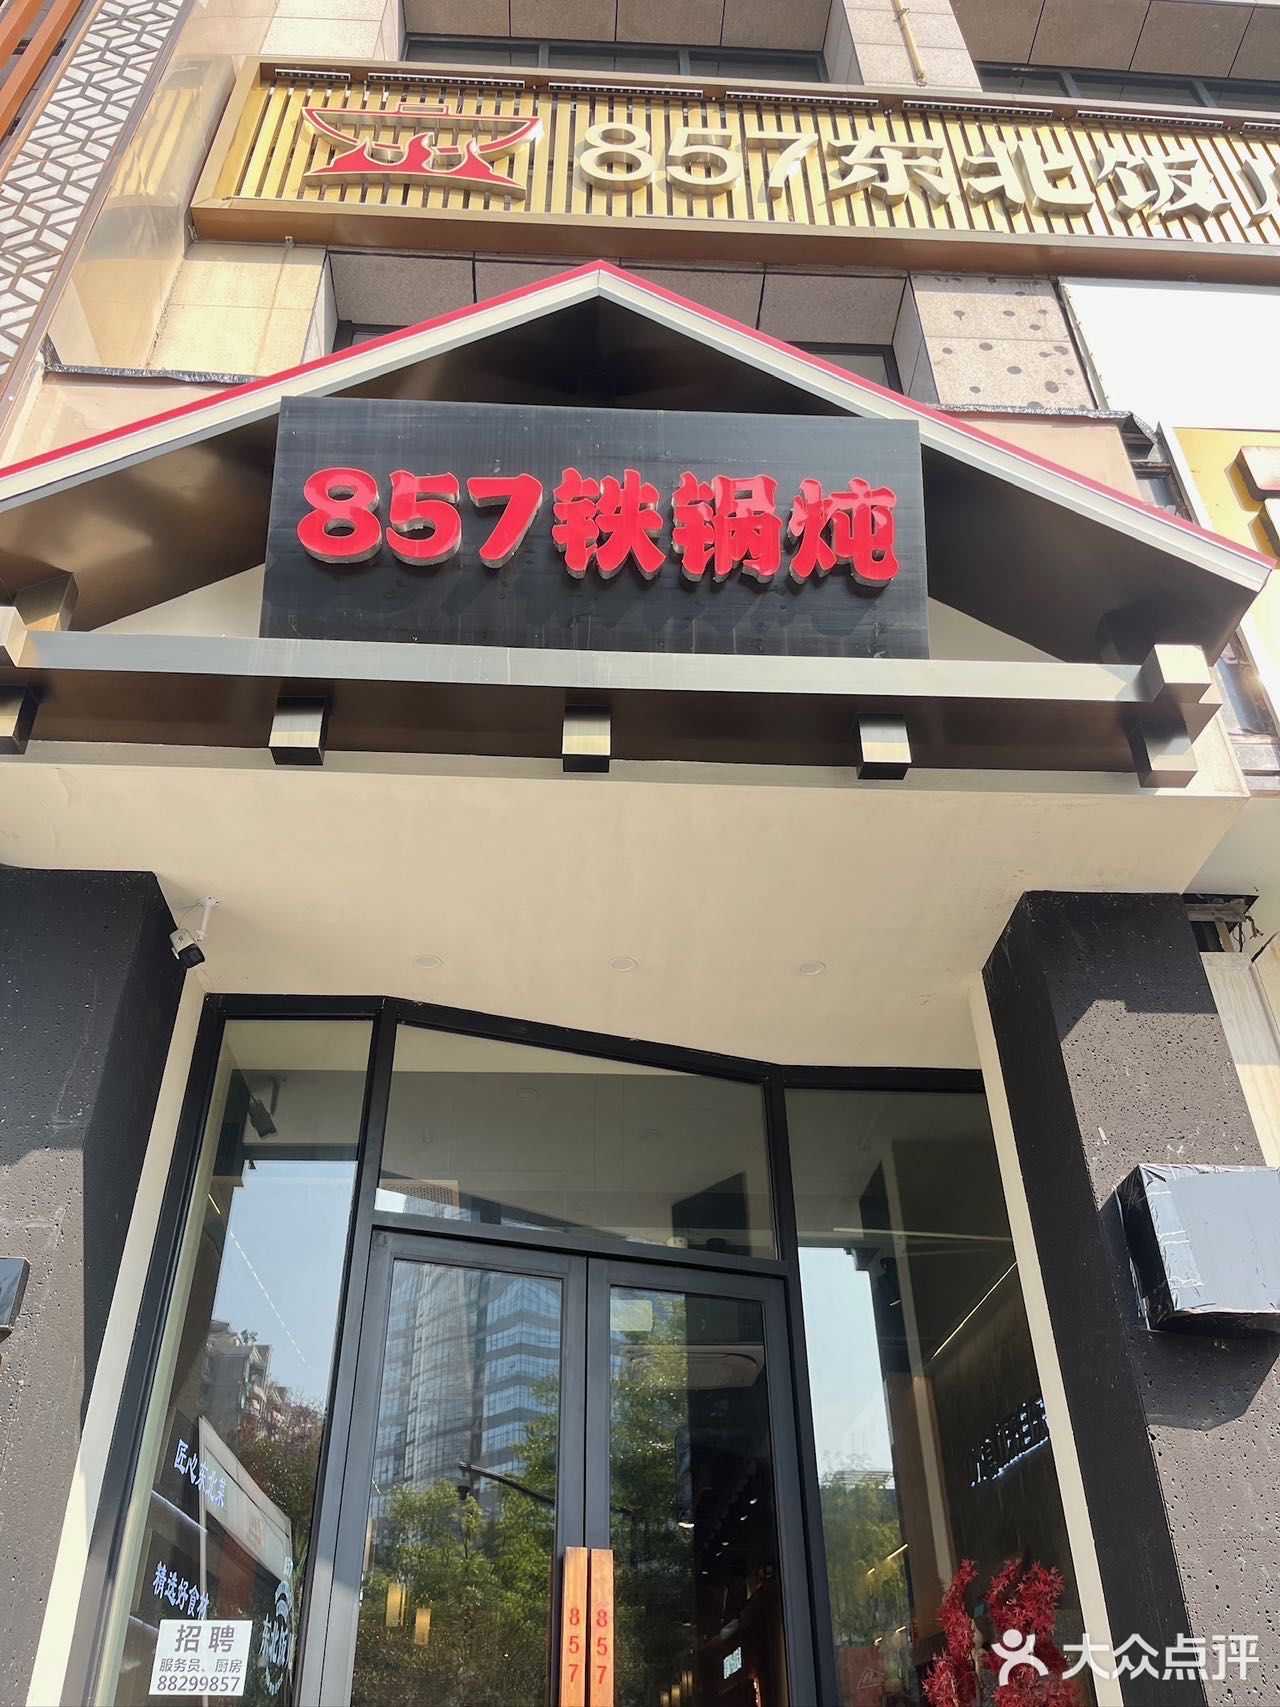 857东北饭
857铁锅炖
匠心东北菜
精选好食材
招聘
服务员、厨房
88299857
857
857
大众点评